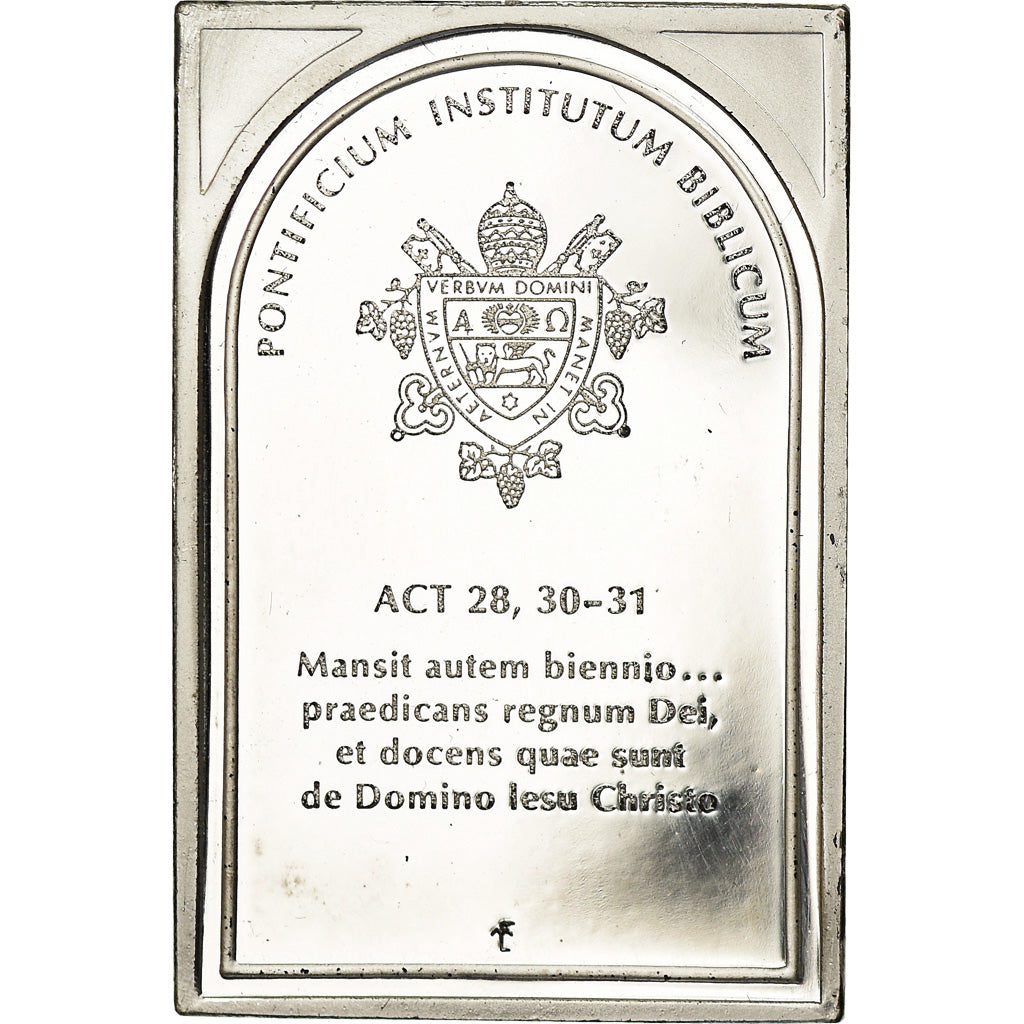 PONTIFICIUM INSTITUTUM BIBLICUM
VERBVM DOMINI
MANET IN
AETERNVM
A Ω
ACT 28, 30-31
Mansit autem biennio...
praedicans regnum Dei,
et docens quae sunt
de Domino Iesu Christo